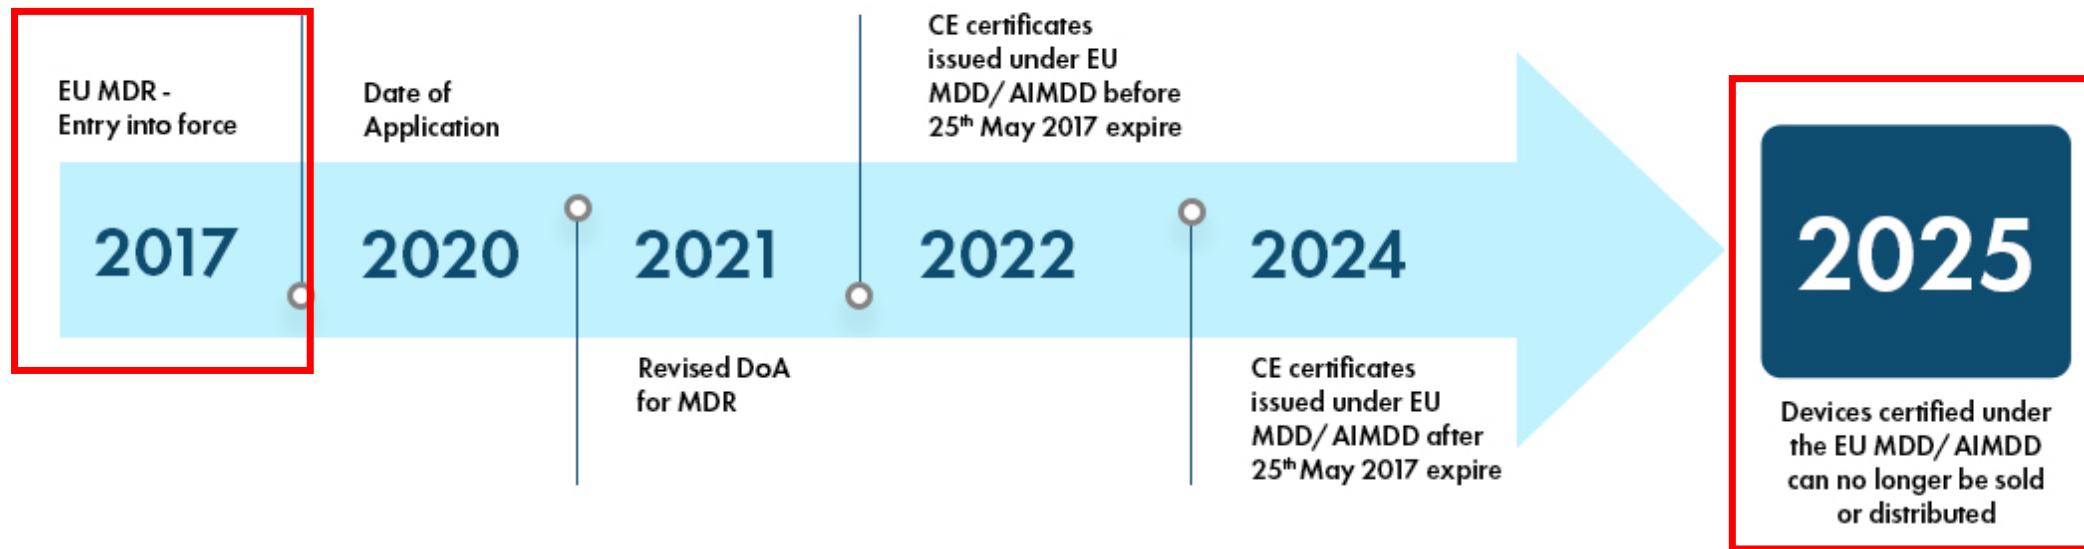 EU MDR -
Entry into force
2017
Date of
Application
2020
2021
Revised DoA
for MDR
CE certificates
issued under EU
MDD/AIMDD before
25th May 2017 expire
2022
2024
CE certificates
issued under EU
MDD/AIMDD after
25th May 2017 expire
2025
Devices certified under
the EU MDD/AIMDD
can no longer be sold
or distributed